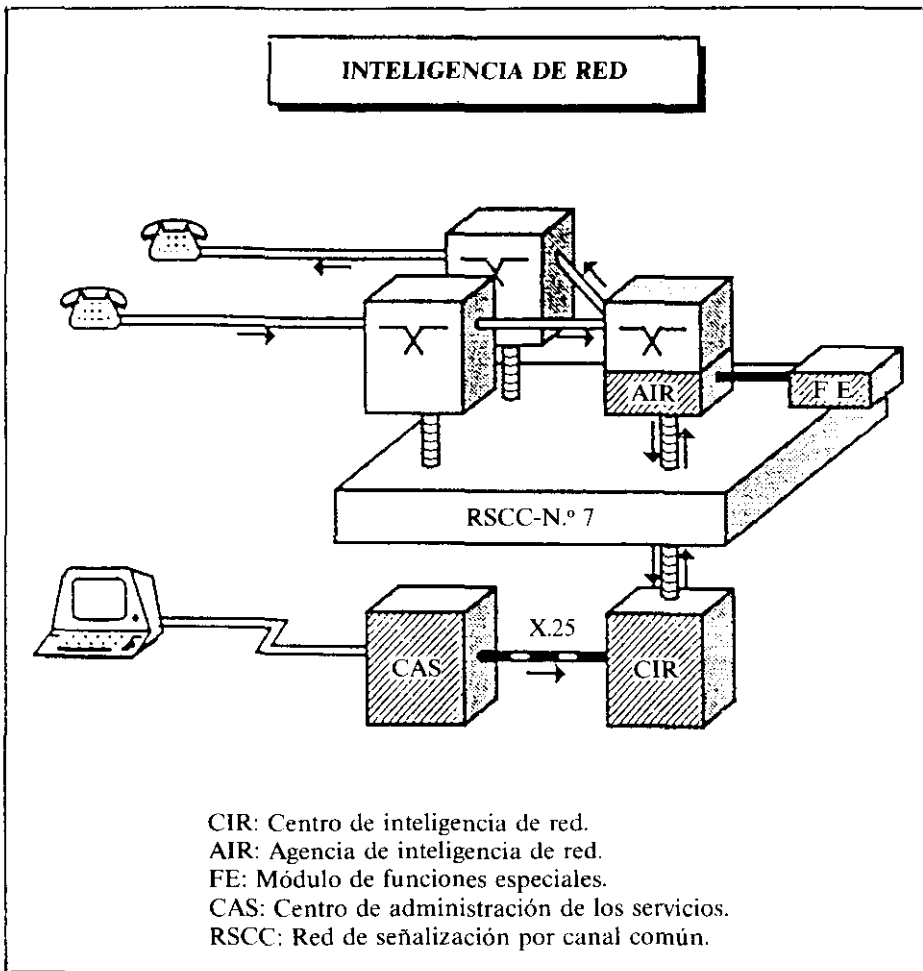 INTELIGENCIA DE RED
AIR
F E
RSCC-N.º 7
X.25
CAS
CIR
CIR: Centro de inteligencia de red.
AIR: Agencia de inteligencia de red.
FE: Módulo de funciones especiales.
CAS: Centro de administración de los servicios.
RSCC: Red de señalización por canal común.